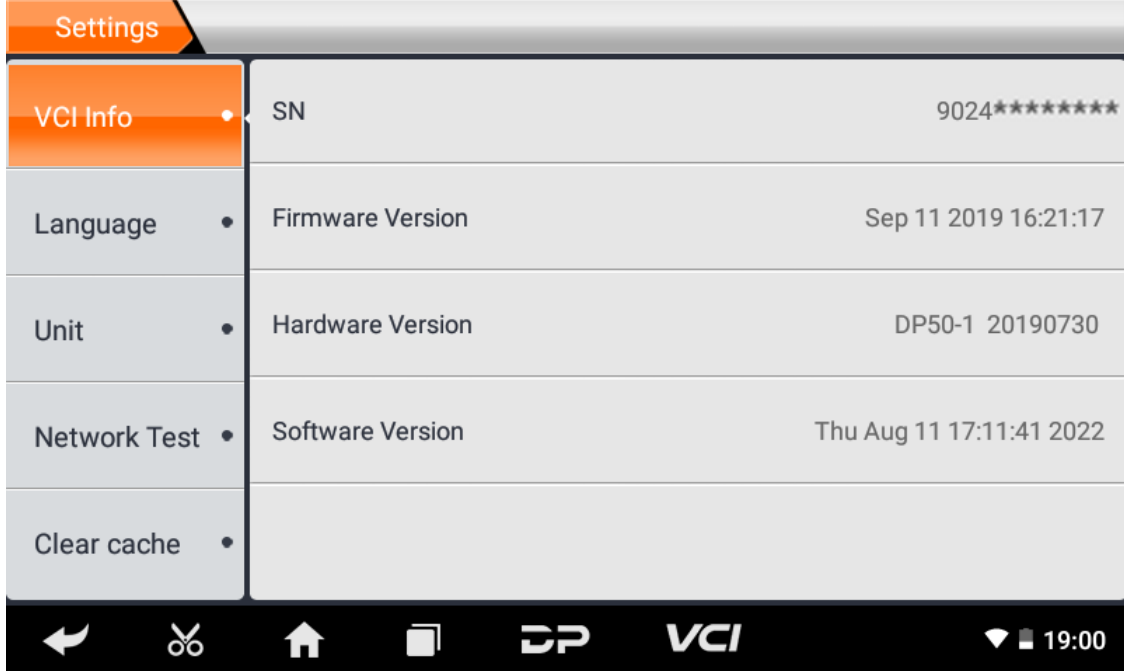 Settings
VCI Info
SN 9024********
Language
Firmware Version Sep 11 2019 16:21:17
Unit
Hardware Version DP50-1 20190730
Network Test
Software Version Thu Aug 11 17:11:41 2022
Clear cache
DP VCI 19:00